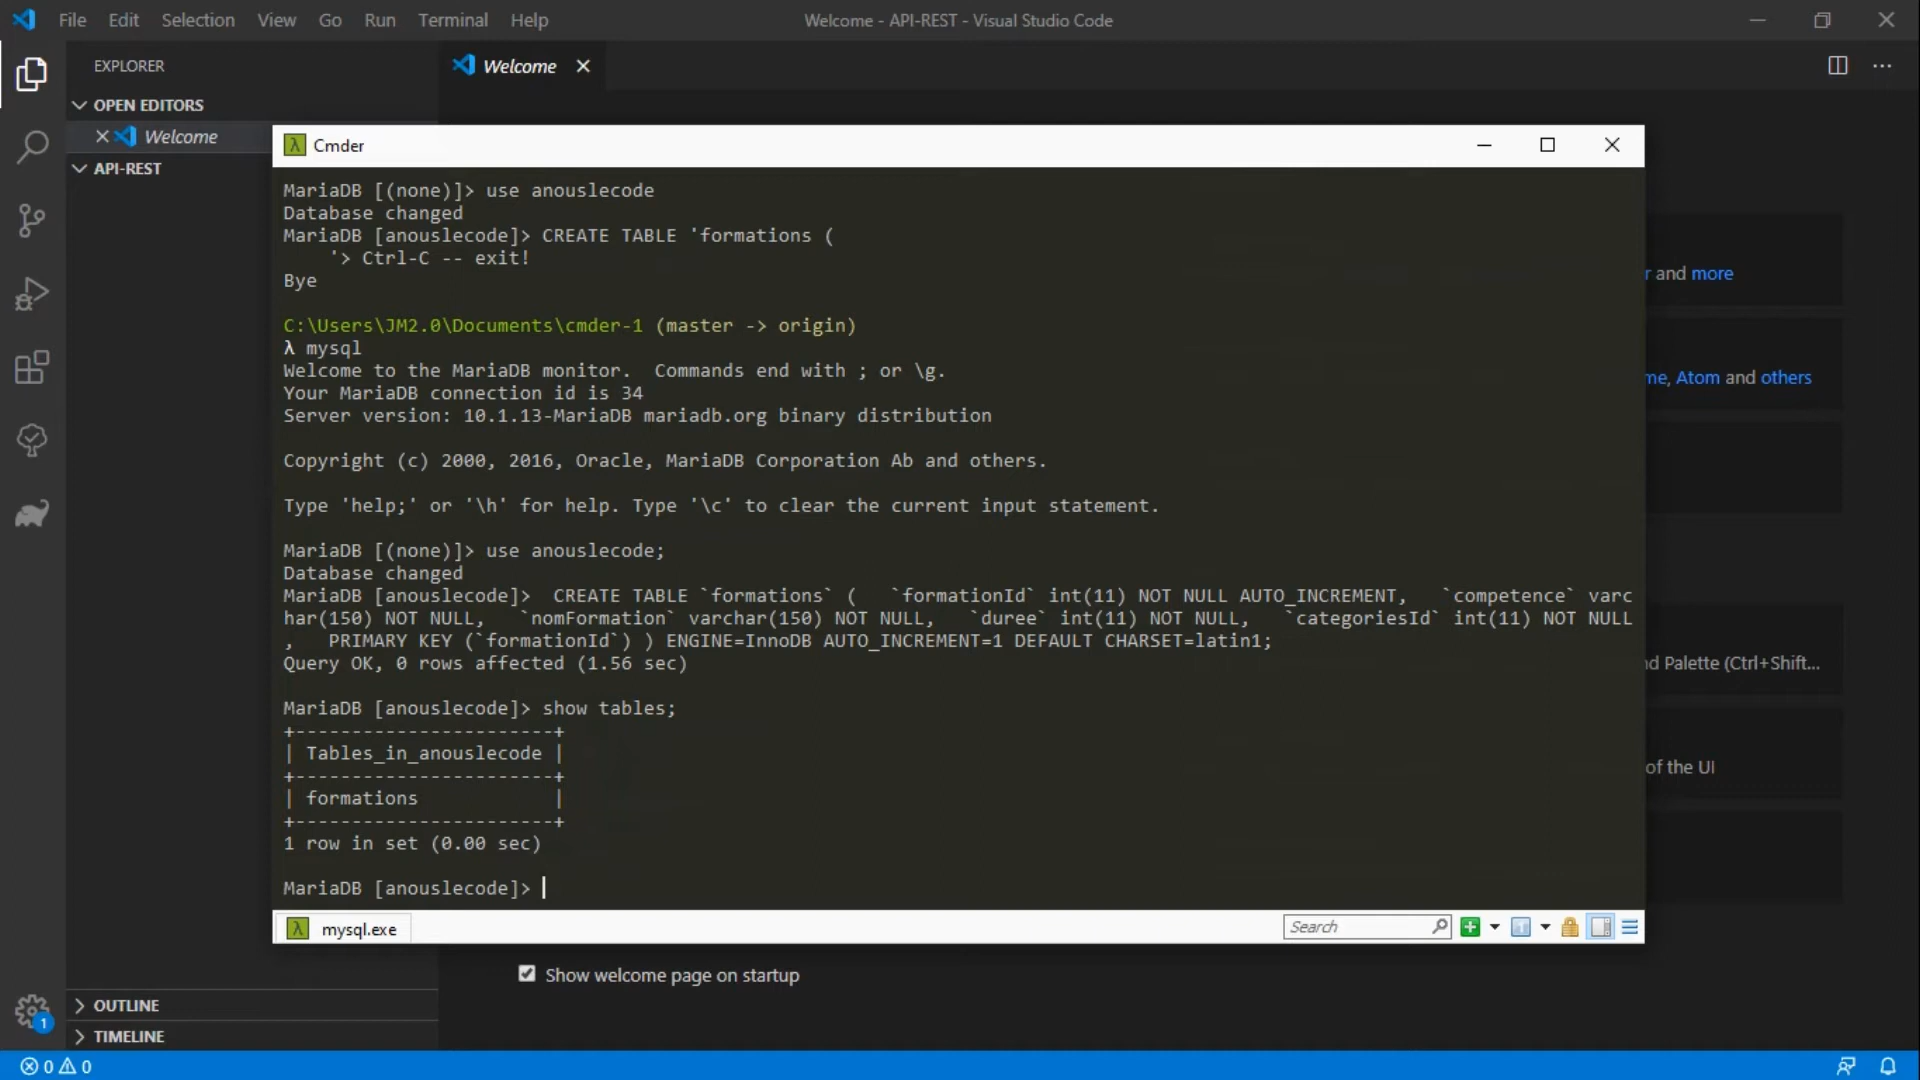 File Edit Selection View Go Run Terminal Help
Welcome - API-REST - Visual Studio Code
EXPLORER
Welcome
OPEN EDITORS
Welcome
API-REST
Cmder
MariaDB [(none)]> use anouslecode
Database changed
MariaDB [anouslecode]> CREATE TABLE 'formations (
'> Ctrl-C -- exit!
Bye
C:\Users\JM2.0\Documents\cmder-1 (master -> origin)
λ mysql
Welcome to the MariaDB monitor.  Commands end with ; or \g.
Your MariaDB connection id is 34
Server version: 10.1.13-MariaDB mariadb.org binary distribution
Copyright (c) 2000, 2016, Oracle, MariaDB Corporation Ab and others.
Type 'help;' or '\h' for help. Type '\c' to clear the current input statement.
MariaDB [(none)]> use anouslecode;
Database changed
MariaDB [anouslecode]>  CREATE TABLE `formations` (   `formationId` int(11) NOT NULL AUTO_INCREMENT,   `competence` varc
har(150) NOT NULL,   `nomFormation` varchar(150) NOT NULL,   `duree` int(11) NOT NULL,   `categoriesId` int(11) NOT NULL
,   PRIMARY KEY (`formationId`) ) ENGINE=InnoDB AUTO_INCREMENT=1 DEFAULT CHARSET=latin1;
Query OK, 0 rows affected (1.56 sec)
MariaDB [anouslecode]> show tables;
+-----------------------+
| Tables_in_anouslecode |
+-----------------------+
| formations            |
+-----------------------+
1 row in set (0.00 sec)
MariaDB [anouslecode]>
λ mysql.exe
Search
r and more
me, Atom and others
nd Palette (Ctrl+Shift...
of the UI
Show welcome page on startup
OUTLINE
TIMELINE
1
0 0